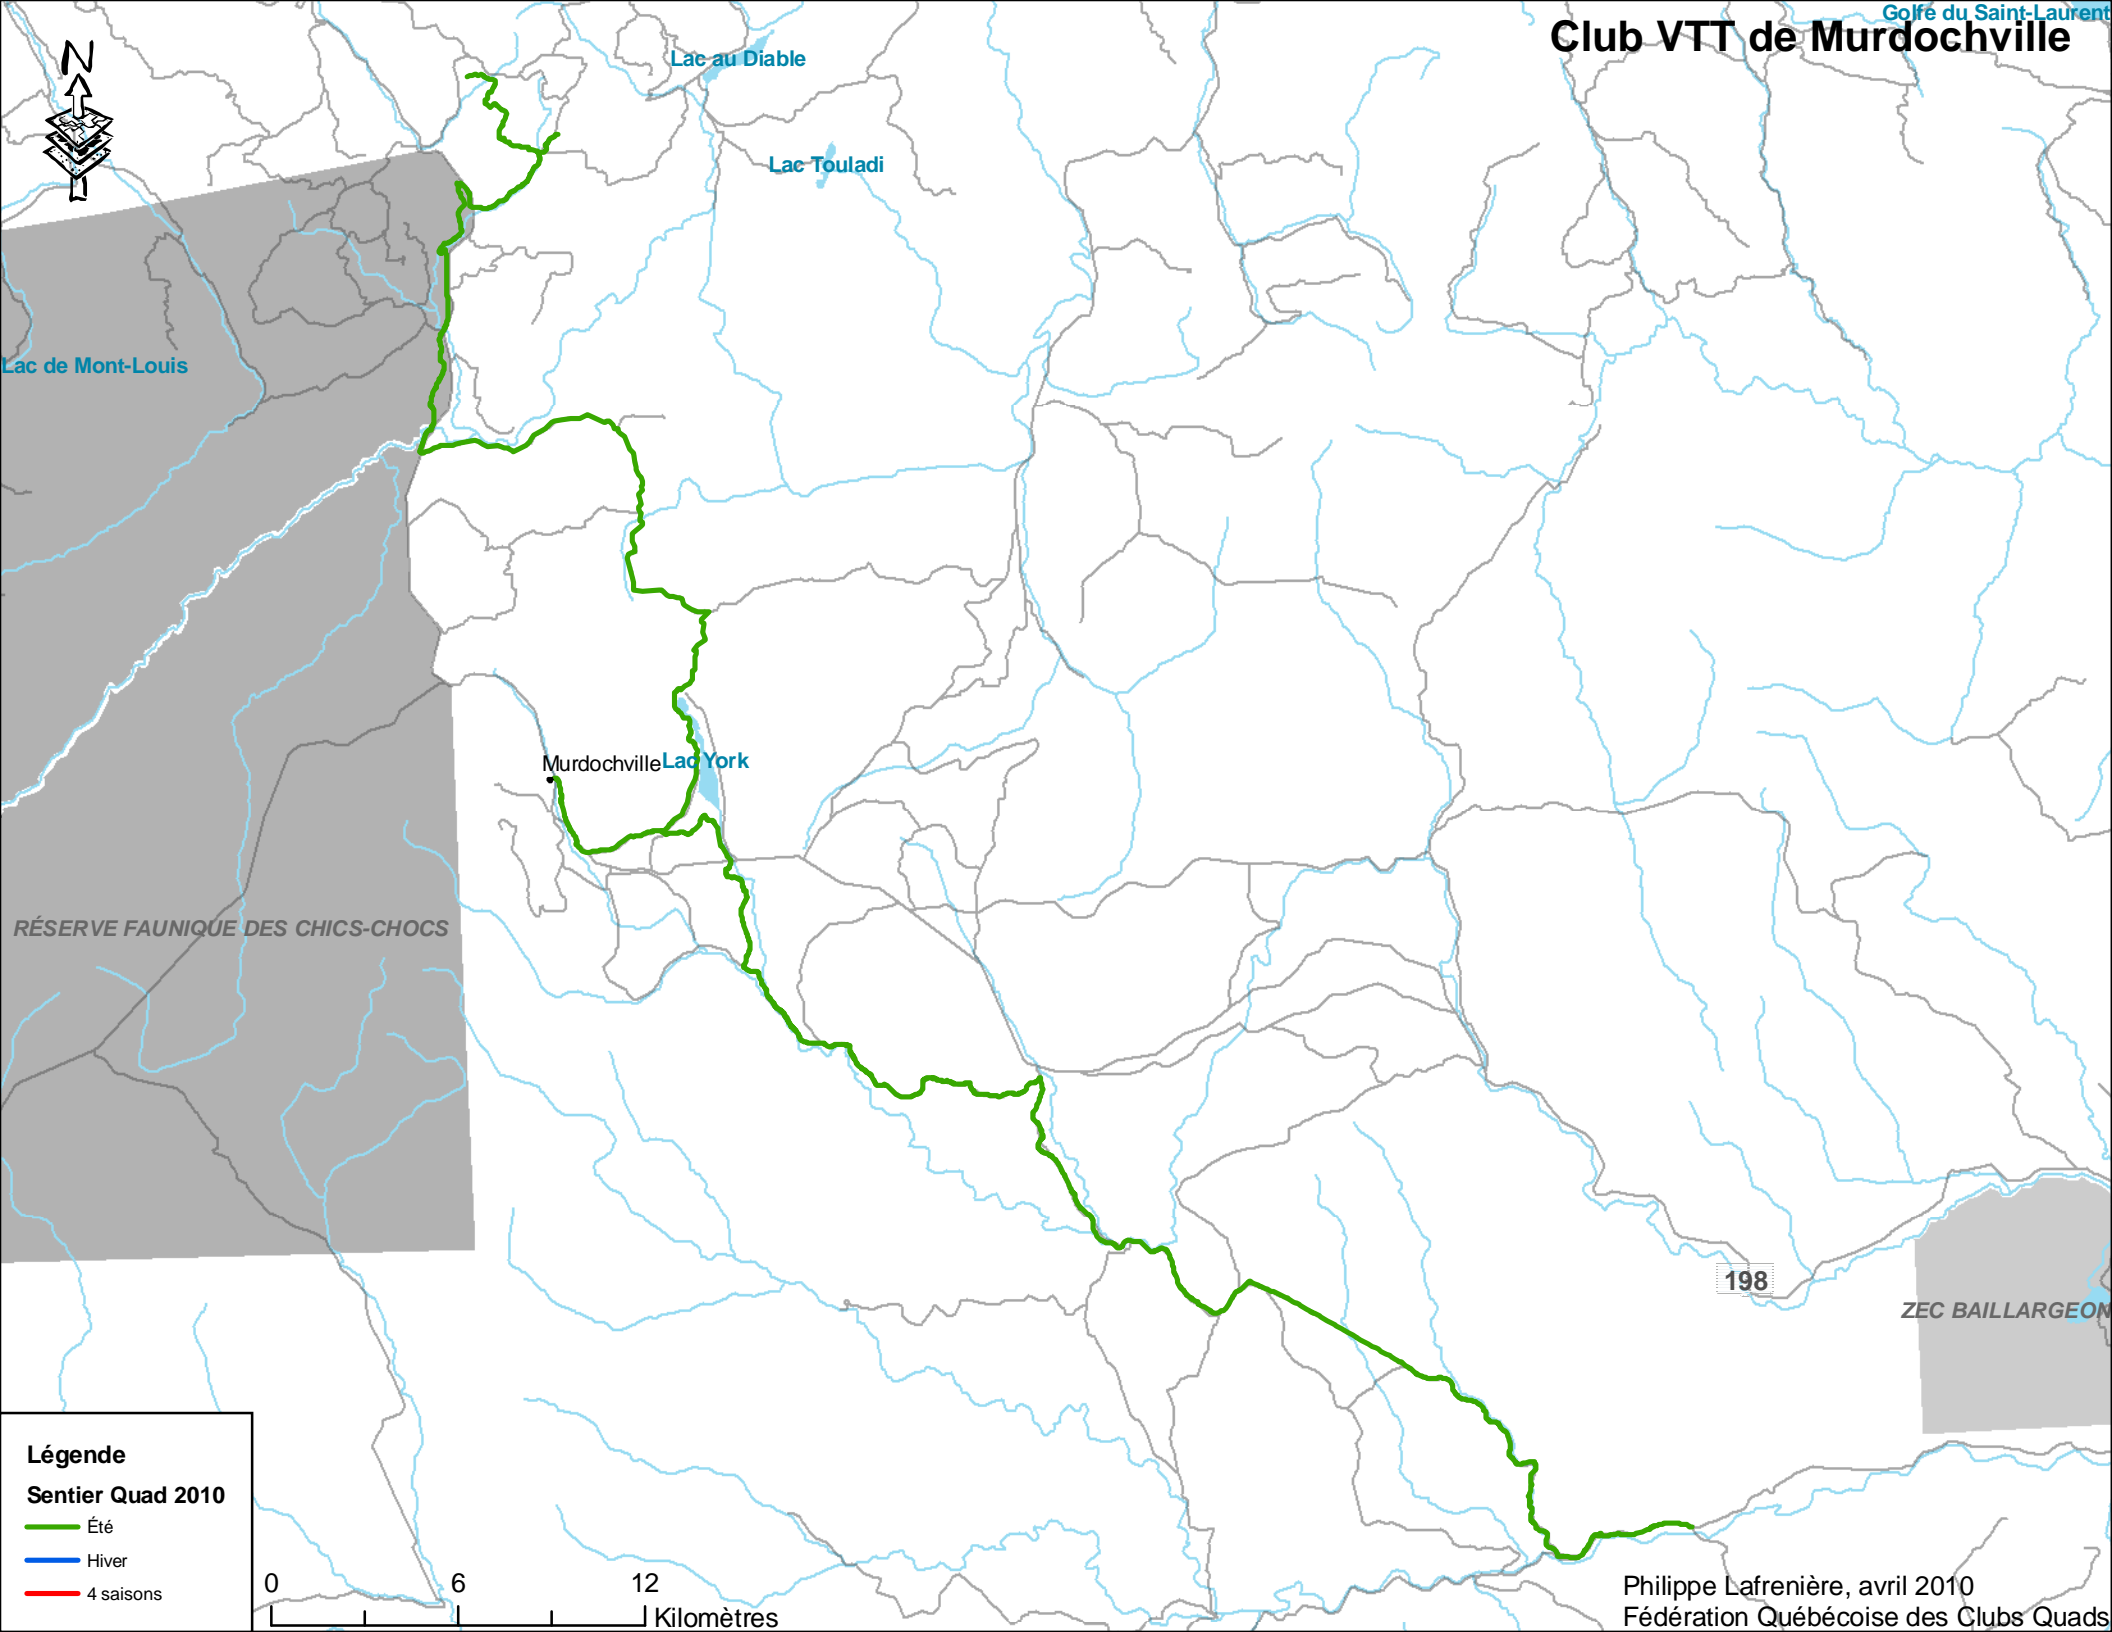 Golfe du Saint-Laurent
Club VTT de Murdochville
N
Lac au Diable
Lac Touladi
Lac de Mont-Louis
Murdochville
Lac York
RÉSERVE FAUNIQUE DES CHICS-CHOCS
198
ZEC BAILLARGEON
Légende
Sentier Quad 2010
Été
Hiver
4 saisons
0 6 12
Kilomètres
Philippe Lafrenière, avril 2010
Fédération Québécoise des Clubs Quads